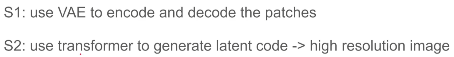 S1: use VAE to encode and decode the patches
S2: use transformer to generate latent code -> high resolution image